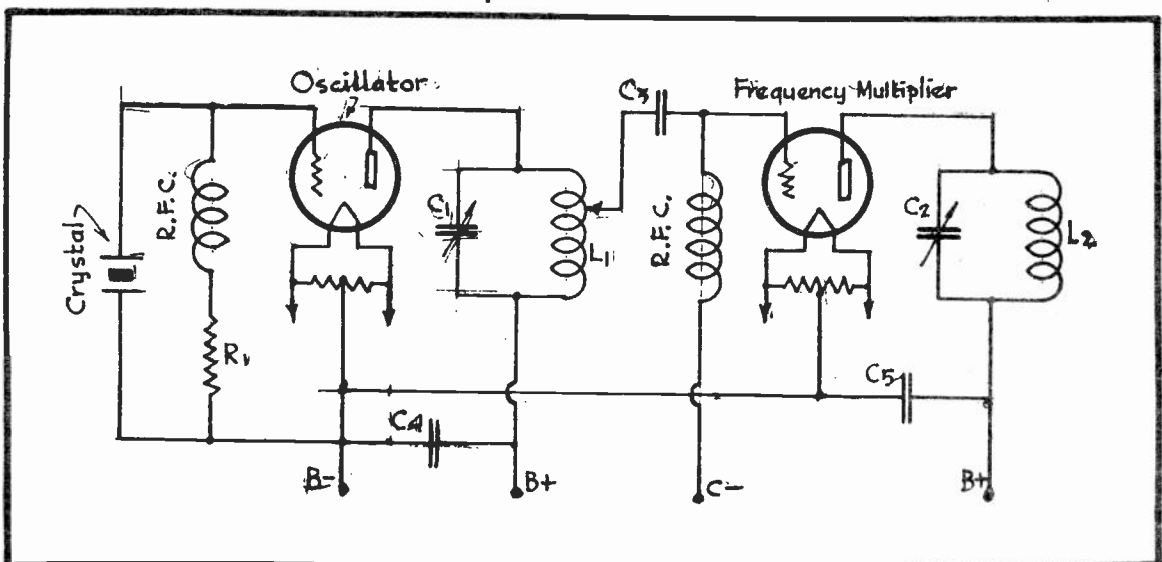 Oscillator
C3
Frequency Multiplier
Crystal
R.F.C.
C1
L1
R.F.C.
C2
L2
R1
C4
C5
B-
B+
C-
B+